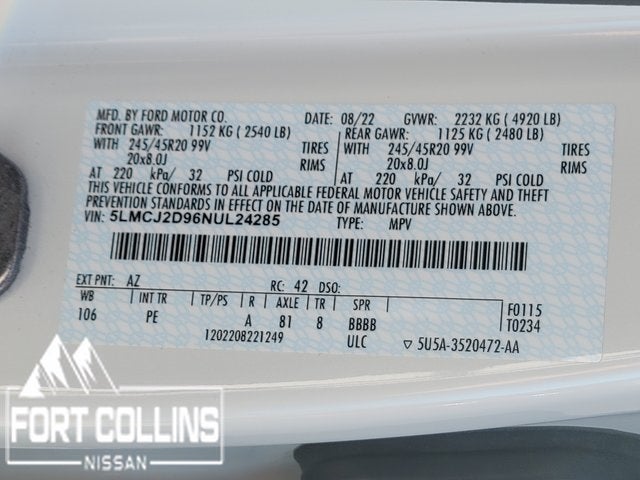 MFD. BY FORD MOTOR CO. DATE: 08/22 GVWR: 2232 KG ( 4920 LB)
FRONT GAWR: 1152 KG ( 2540 LB) REAR GAWR: 1125 KG ( 2480 LB)
WITH 245/45R20 99V TIRES WITH 245/45R20 99V TIRES
20x8.0J RIMS 20x8.0J RIMS
AT 220 kPa/ 32 PSI COLD AT 220 kPa/ 32 PSI COLD
THIS VEHICLE CONFORMS TO ALL APPLICABLE FEDERAL MOTOR VEHICLE SAFETY AND THEFT
PREVENTION STANDARDS IN EFFECT ON THE DATE OF MANUFACTURE SHOWN ABOVE.
VIN: 5LMCJ2D96NUL24285 TYPE: MPV
EXT PNT: AZ RC: 42 DSO:
WB INT TR TP/PS R AXLE TR SPR F0115
106 PE A 81 8 BBBB T0234
1202208221249 ULC ▽ 5U5A-3520472-AA
FORT COLLINS
NISSAN